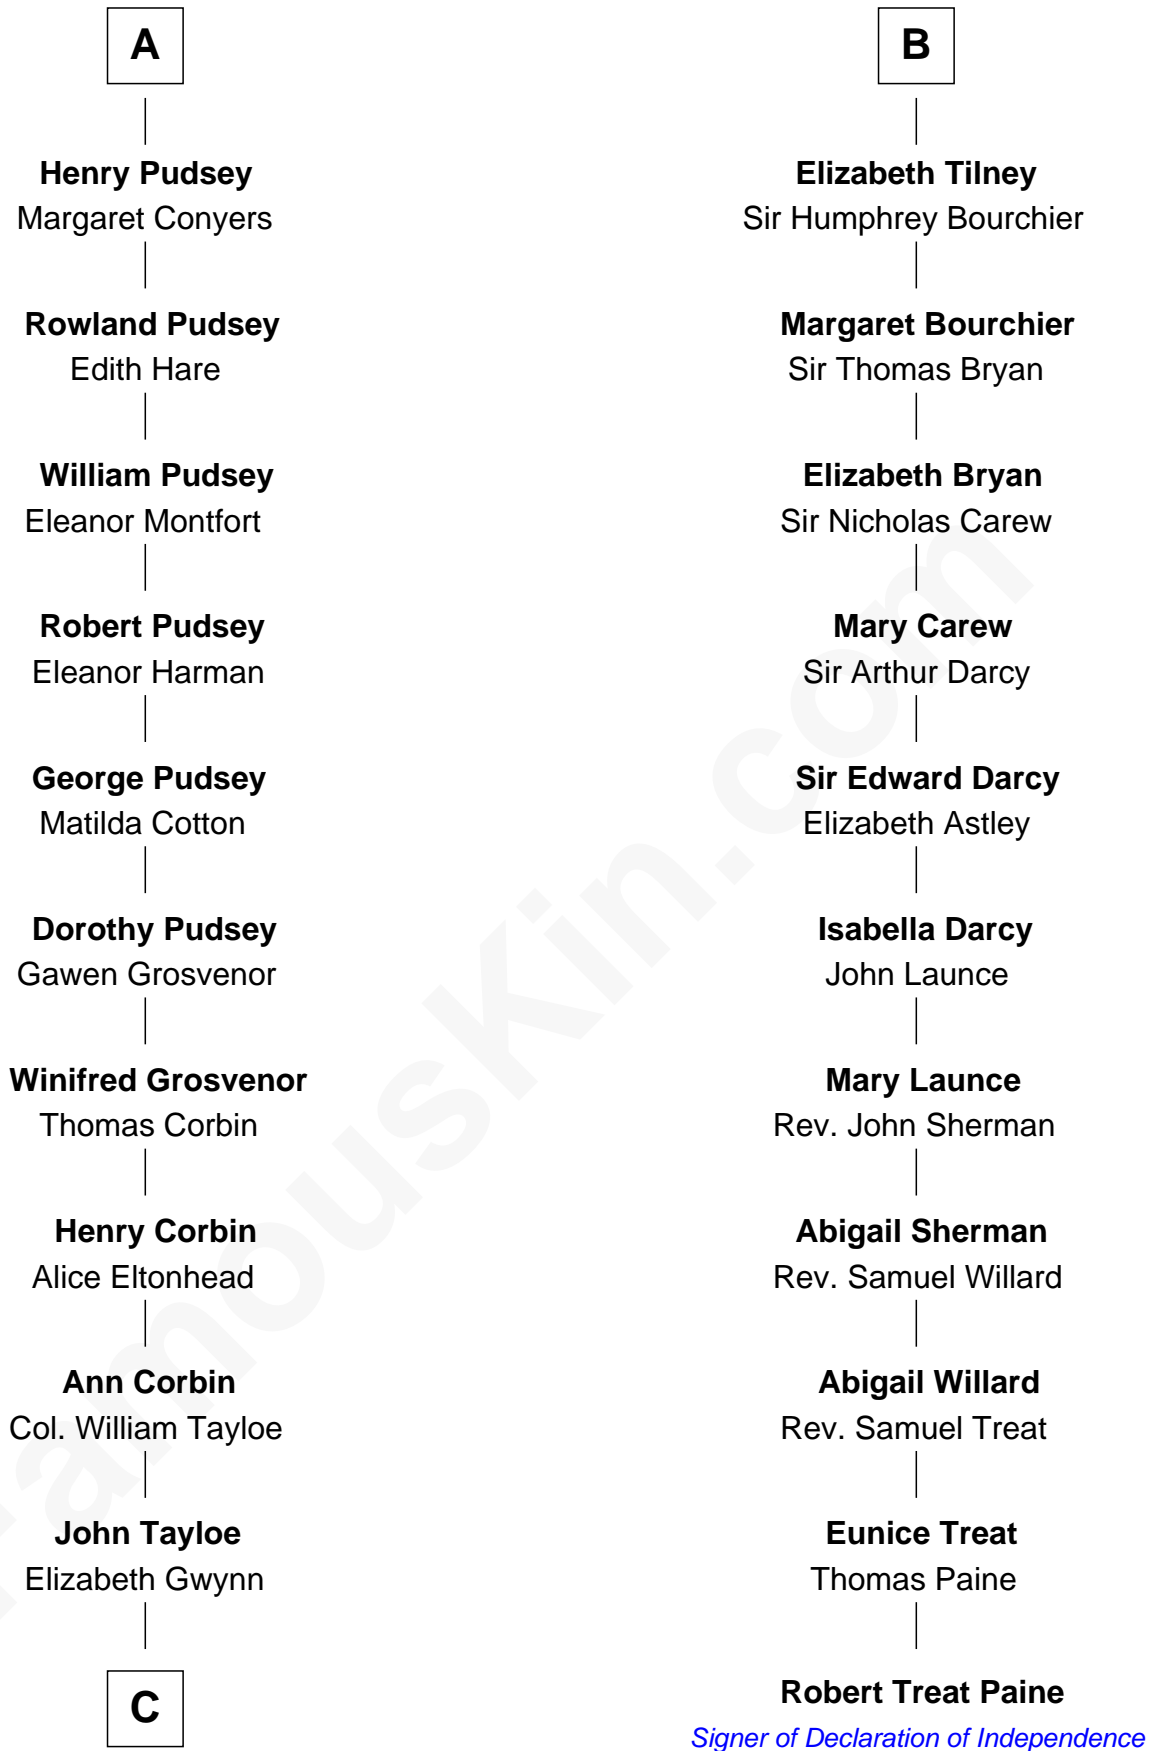 A
Henry Pudsey
Margaret Conyers
Rowland Pudsey
Edith Hare
William Pudsey
Eleanor Montfort
Robert Pudsey
Eleanor Harman
George Pudsey
Matilda Cotton
Dorothy Pudsey
Gawen Grosvenor
Winifred Grosvenor
Thomas Corbin
Henry Corbin
Alice Eltonhead
Ann Corbin
Col. William Tayloe
John Tayloe
Elizabeth Gwynn
C
B
Elizabeth Tilney
Sir Humphrey Bourchier
Margaret Bourchier
Sir Thomas Bryan
Elizabeth Bryan
Sir Nicholas Carew
Mary Carew
Sir Arthur Darcy
Sir Edward Darcy
Elizabeth Astley
Isabella Darcy
John Launce
Mary Launce
Rev. John Sherman
Abigail Sherman
Rev. Samuel Willard
Abigail Willard
Rev. Samuel Treat
Eunice Treat
Thomas Paine
Robert Treat Paine
Signer of Declaration of Independence
FamousKin.com